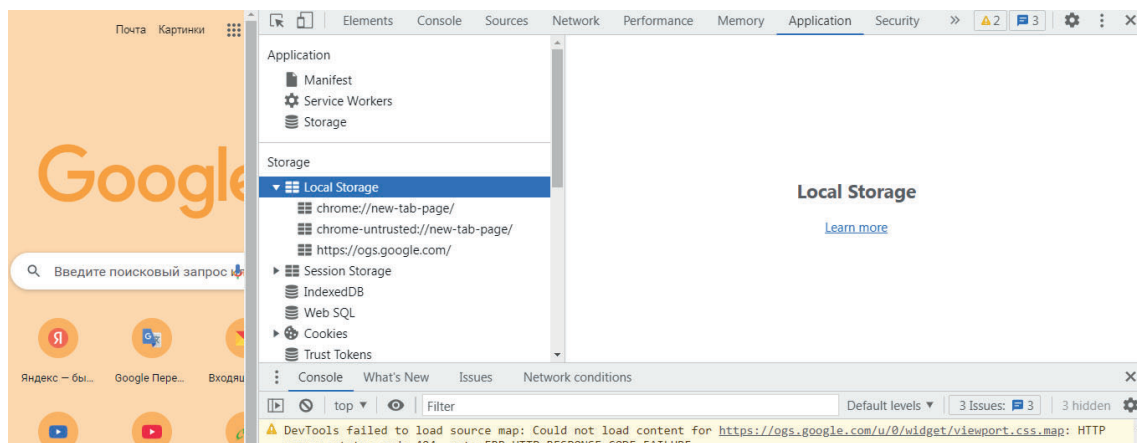 Почта Картинки
Google
Введите поисковый запрос ил
Яндекс — бы... Google Пере... Входящ
Elements Console Sources Network Performance Memory Application Security » 2 3
Application
Manifest
Service Workers
Storage
Storage
Local Storage
chrome://new-tab-page/
chrome-untrusted://new-tab-page/
https://ogs.google.com/
Session Storage
IndexedDB
Web SQL
Cookies
Trust Tokens
Local Storage
Learn more
Console What's New Issues Network conditions
top Filter Default levels 3 Issues: 3 3 hidden
DevTools failed to load source map: Could not load content for https://ogs.google.com/u/0/widget/viewport.css.map: HTTP